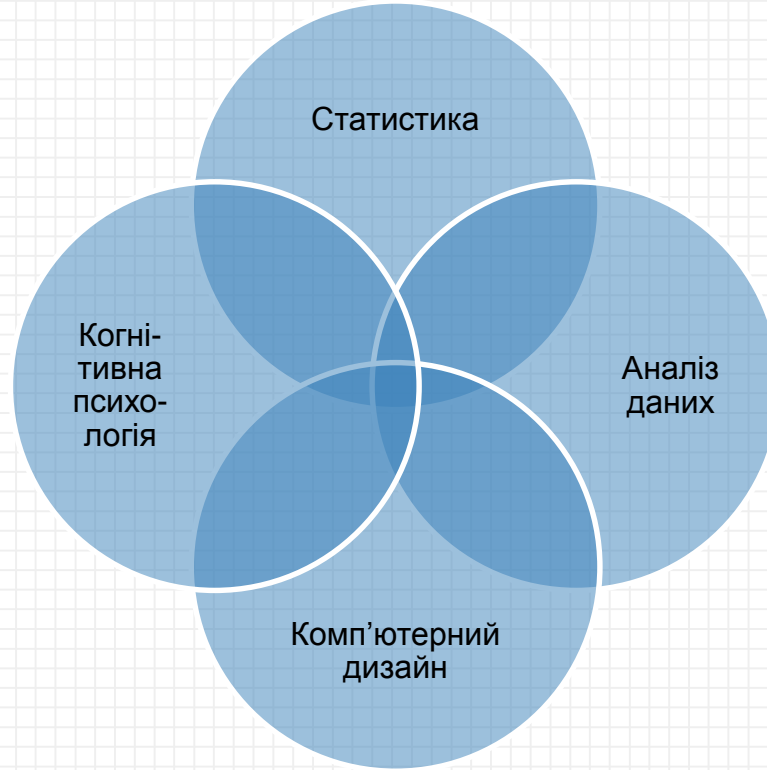 Статистика
Когні-
тивна
психо-
логія
Аналіз
даних
Комп’ютерний
дизайн